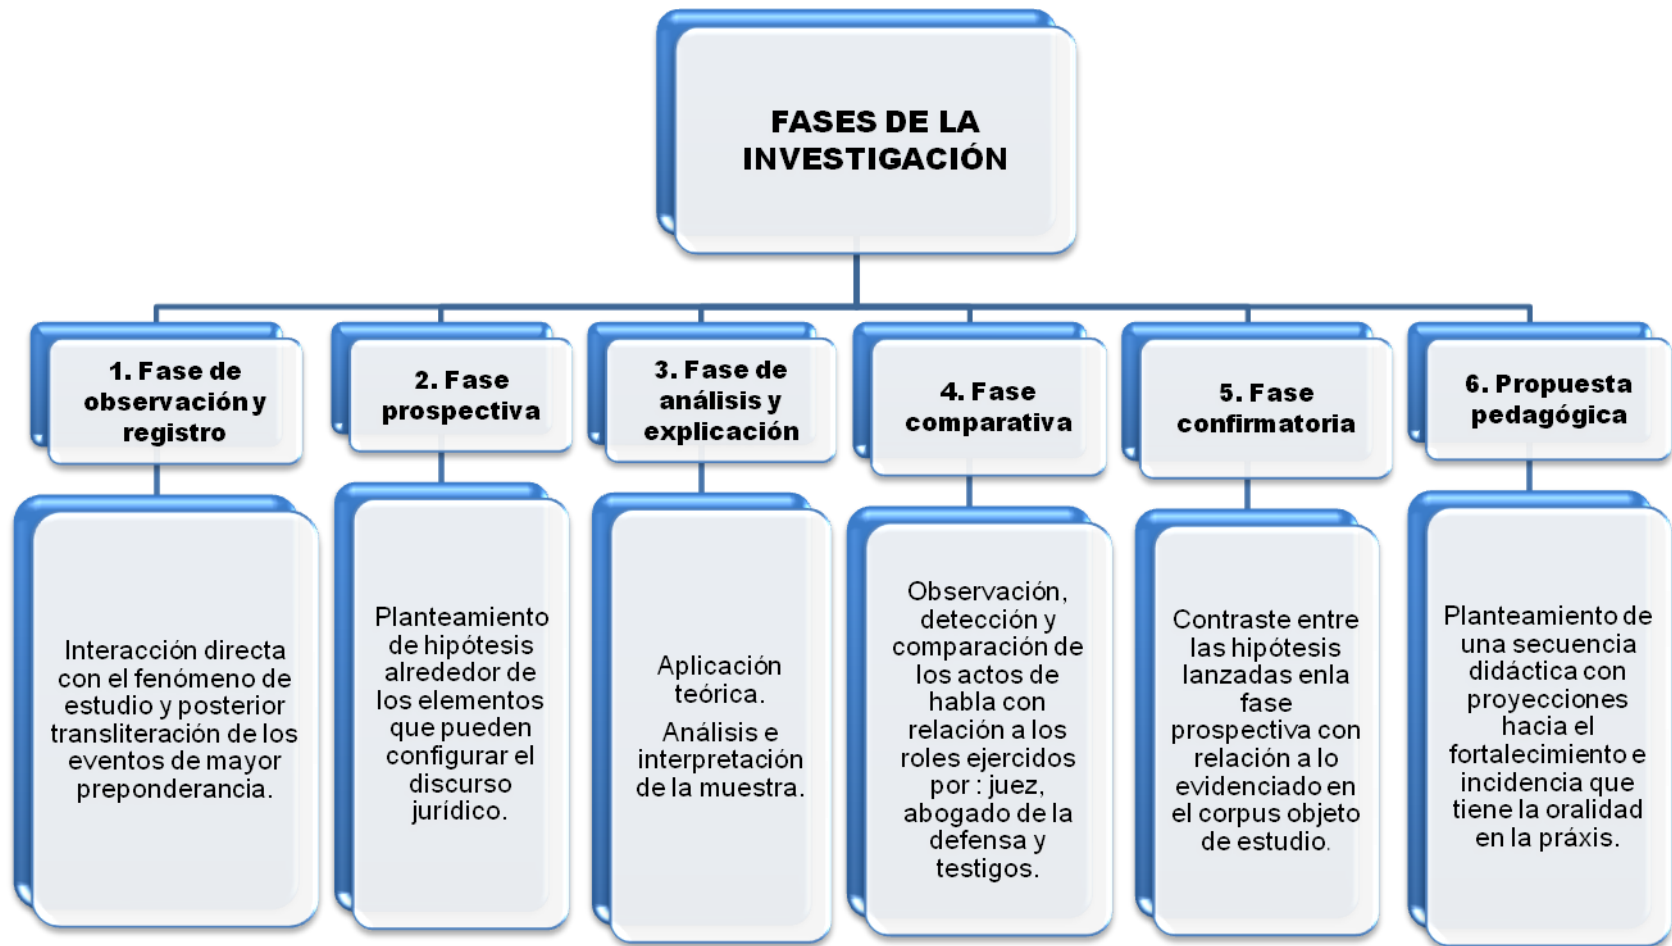 FASES DE LA
INVESTIGACIÓN
1. Fase de
observación y
registro
2. Fase
prospectiva
3. Fase de
análisis y
explicación
4. Fase
comparativa
5. Fase
confirmatoria
6. Propuesta
pedagógica
Interacción directa
con el fenómeno de
estudio y posterior
transliteración de los
eventos de mayor
preponderancia.
Planteamiento
de hipótesis
alrededor de
los elementos
que pueden
configurar el
discurso
jurídico.
Aplicación
teórica.
Análisis e
interpretación
de la muestra.
Observación,
detección y
comparación de
los actos de
habla con
relación a los
roles ejercidos
por : juez,
abogado de la
defensa y
testigos.
Contraste entre
las hipótesis
lanzadas enla
fase
prospectiva con
relación a lo
evidenciado en
el corpus objeto
de estudio.
Planteamiento de
una secuencia
didáctica con
proyecciones
hacia el
fortalecimiento e
incidencia que
tiene la oralidad
en la práxis.